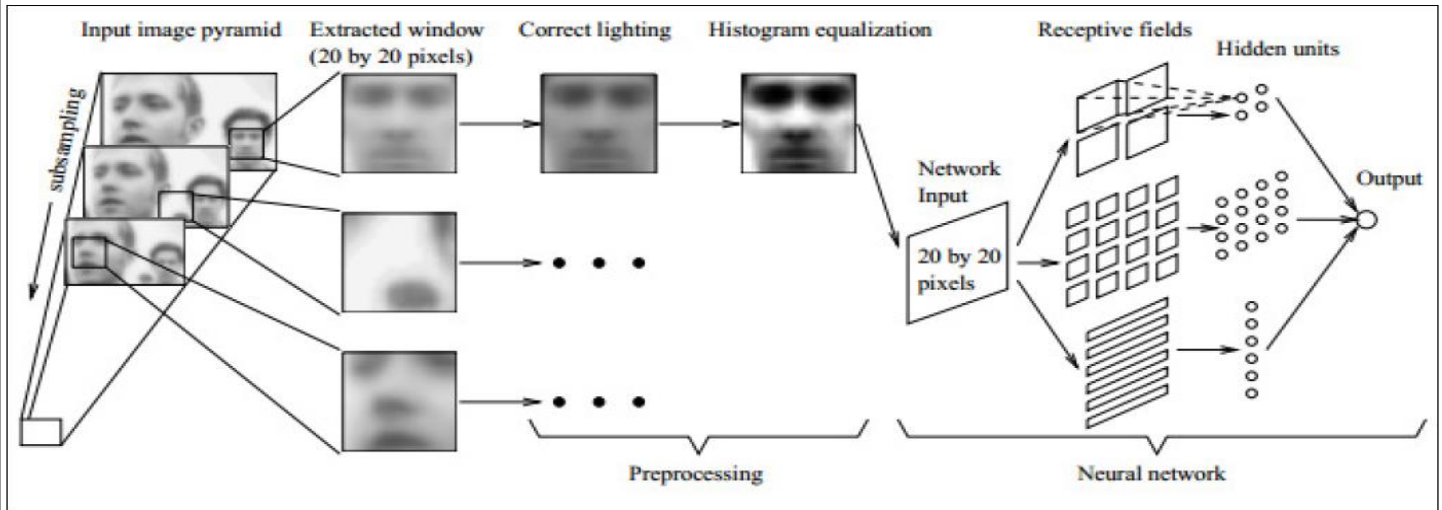 Input image pyramid
Extracted window
(20 by 20 pixels)
Correct lighting
Histogram equalization
Receptive fields
Hidden units
subsampling
Network
Input
20 by 20
pixels
Output
Preprocessing
Neural network